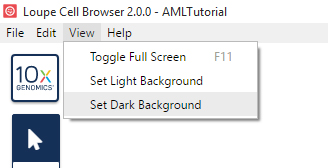 Loupe Cell Browser 2.0.0 - AMLTutorial
File Edit View Help
Toggle Full Screen F11
Set Light Background
Set Dark Background
10X
GENOMICS